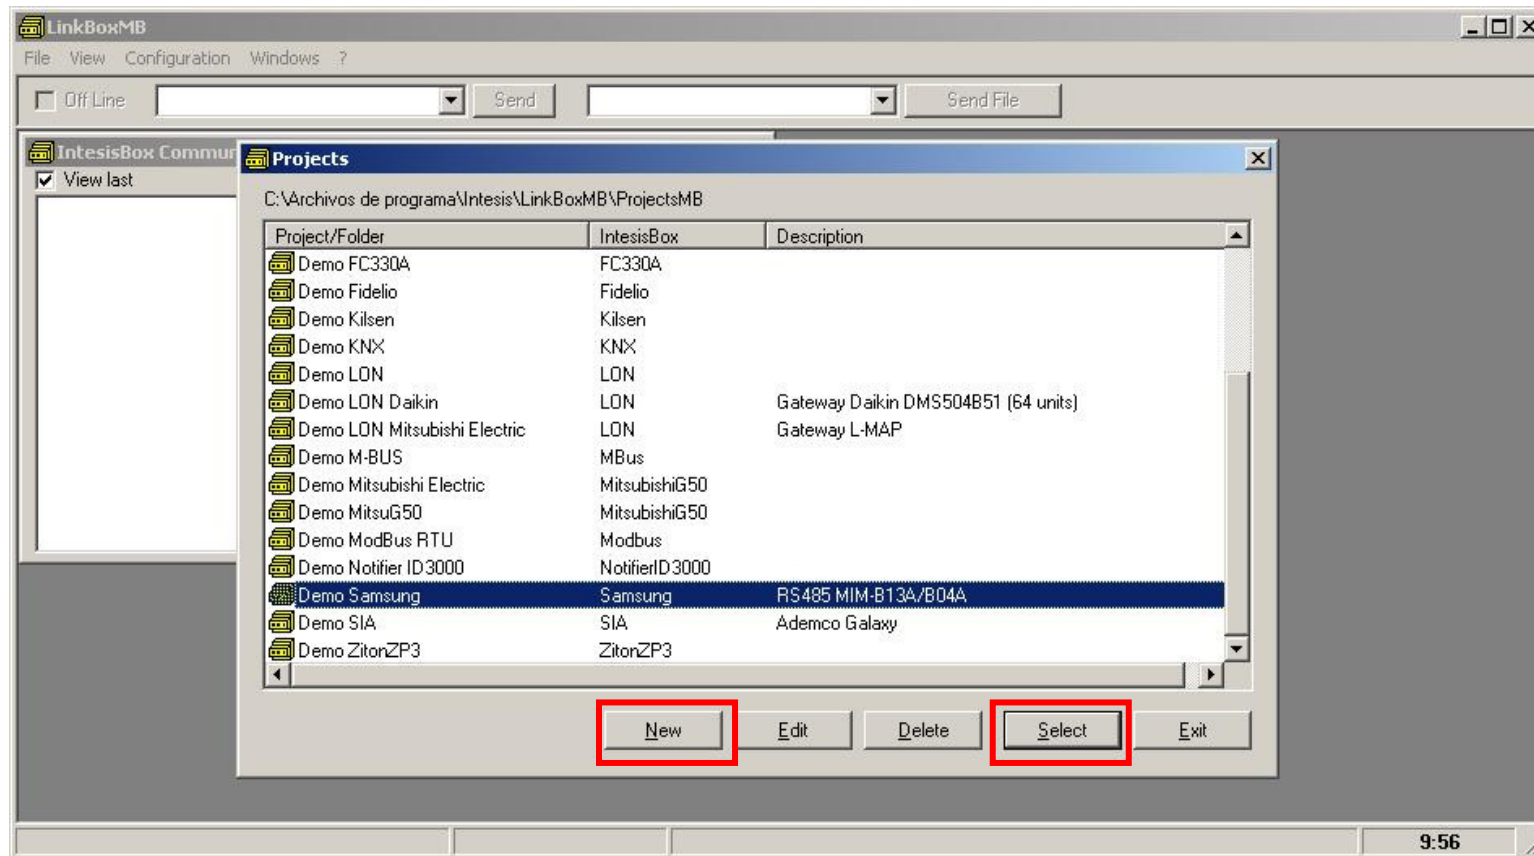 LinkBoxMB
File View Configuration Windows ?
Off Line Send Send File
IntesisBox Commur
View last
Projects
C:\Archivos de programa\Intesis\LinkBoxMB\ProjectsMB
Project/Folder IntesisBox Description
Demo FC330A FC330A
Demo Fidelio Fidelio
Demo Kilsen Kilsen
Demo KNX KNX
Demo LON LON
Demo LON Daikin LON Gateway Daikin DMS504B51 (64 units)
Demo LON Mitsubishi Electric LON Gateway L-MAP
Demo M-BUS MBus
Demo Mitsubishi Electric MitsubishiG50
Demo MitsuG50 MitsubishiG50
Demo ModBus RTU Modbus
Demo Notifier ID3000 NotifierID3000
Demo Samsung Samsung RS485 MIM-B13A/B04A
Demo SIA SIA Ademco Galaxy
Demo ZitonZP3 ZitonZP3
New Edit Delete Select Exit
9:56